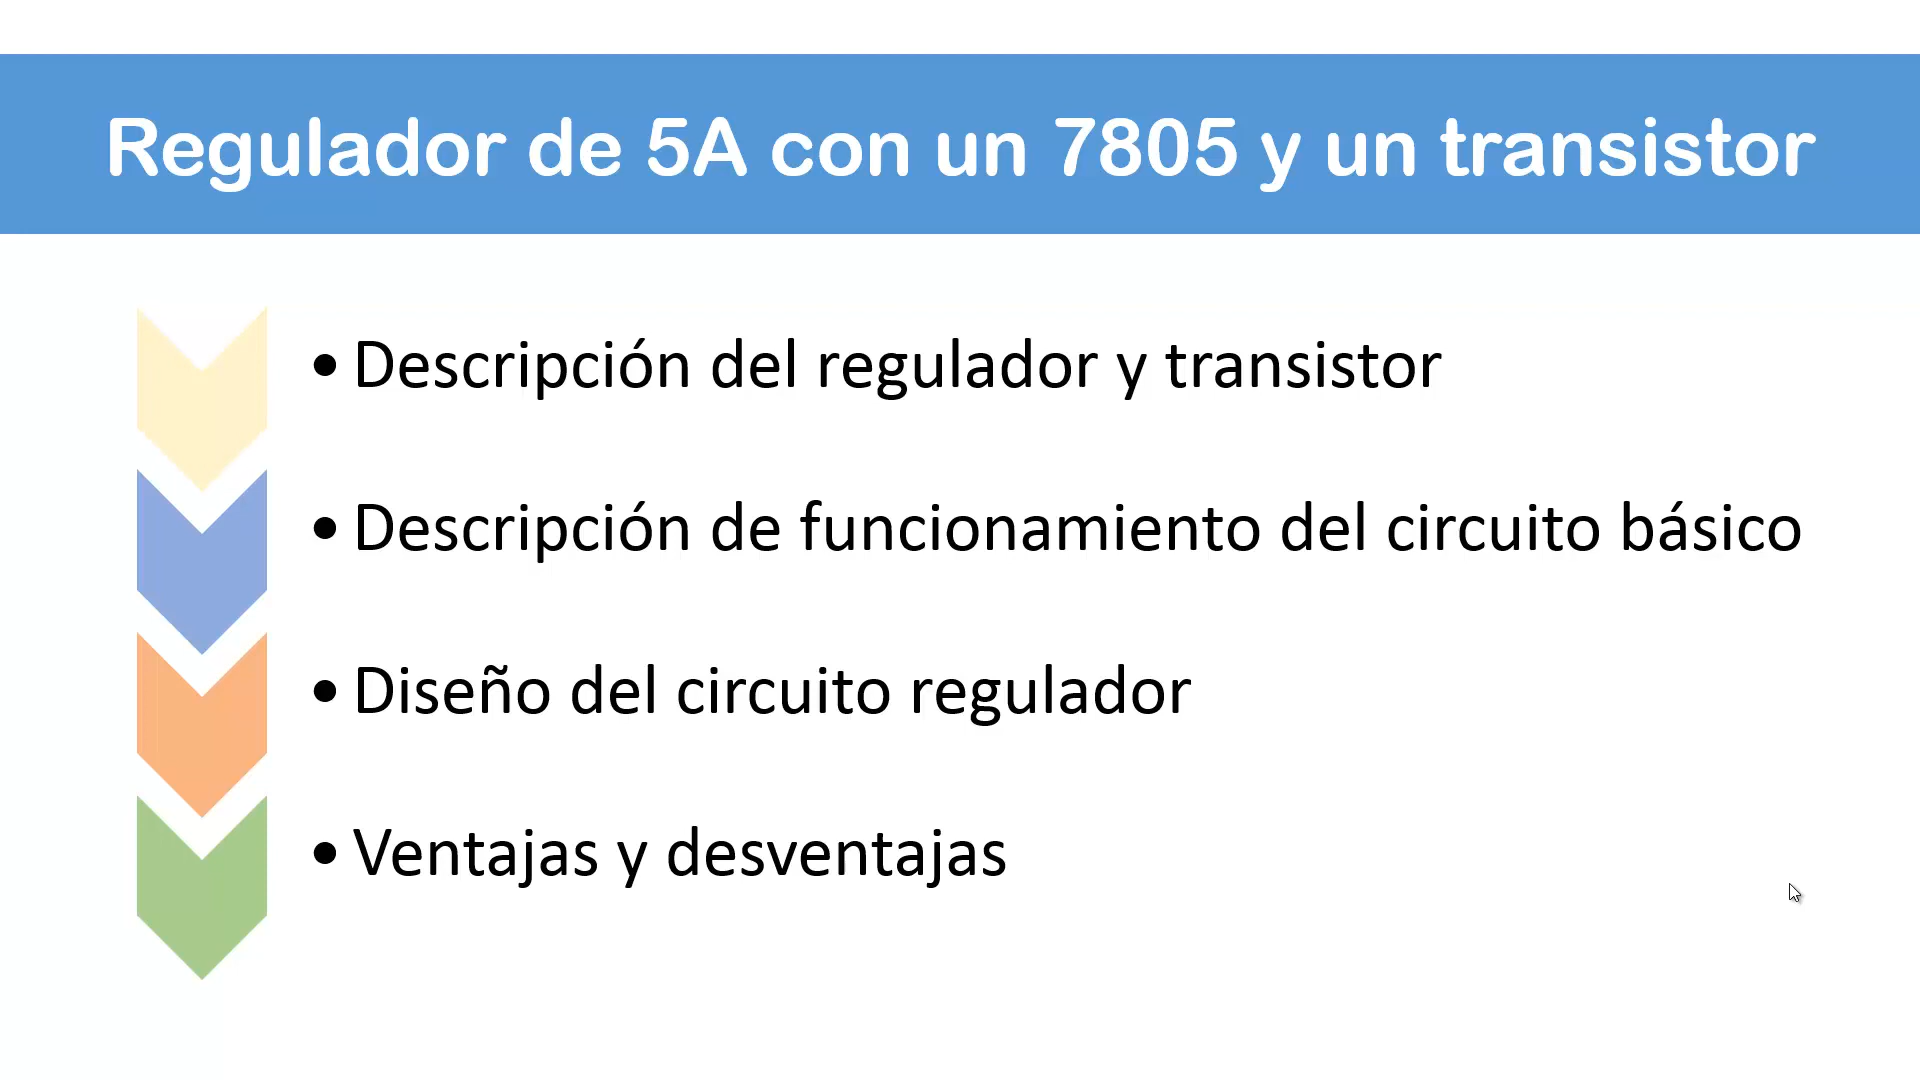 Regulador de 5A con un 7805 y un transistor
• Descripción del regulador y transistor
• Descripción de funcionamiento del circuito básico
• Diseño del circuito regulador
• Ventajas y desventajas